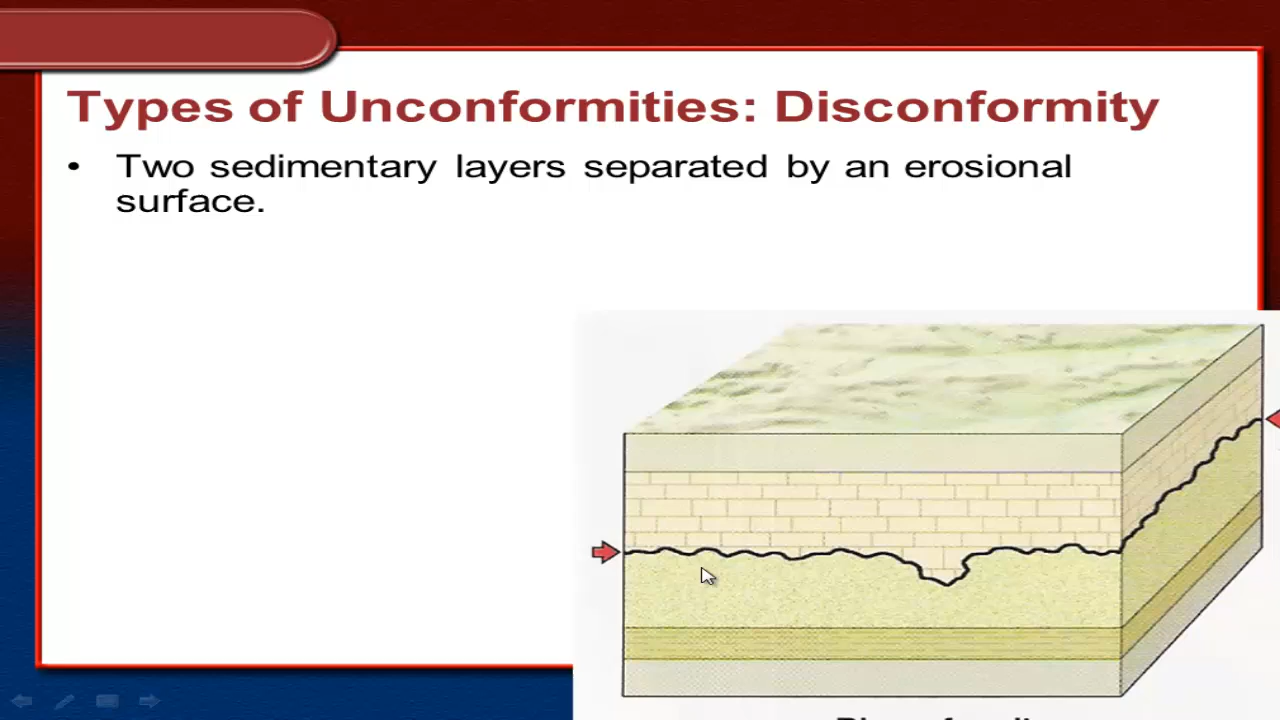 Types of Unconformities: Disconformity
• Two sedimentary layers separated by an erosional
surface.